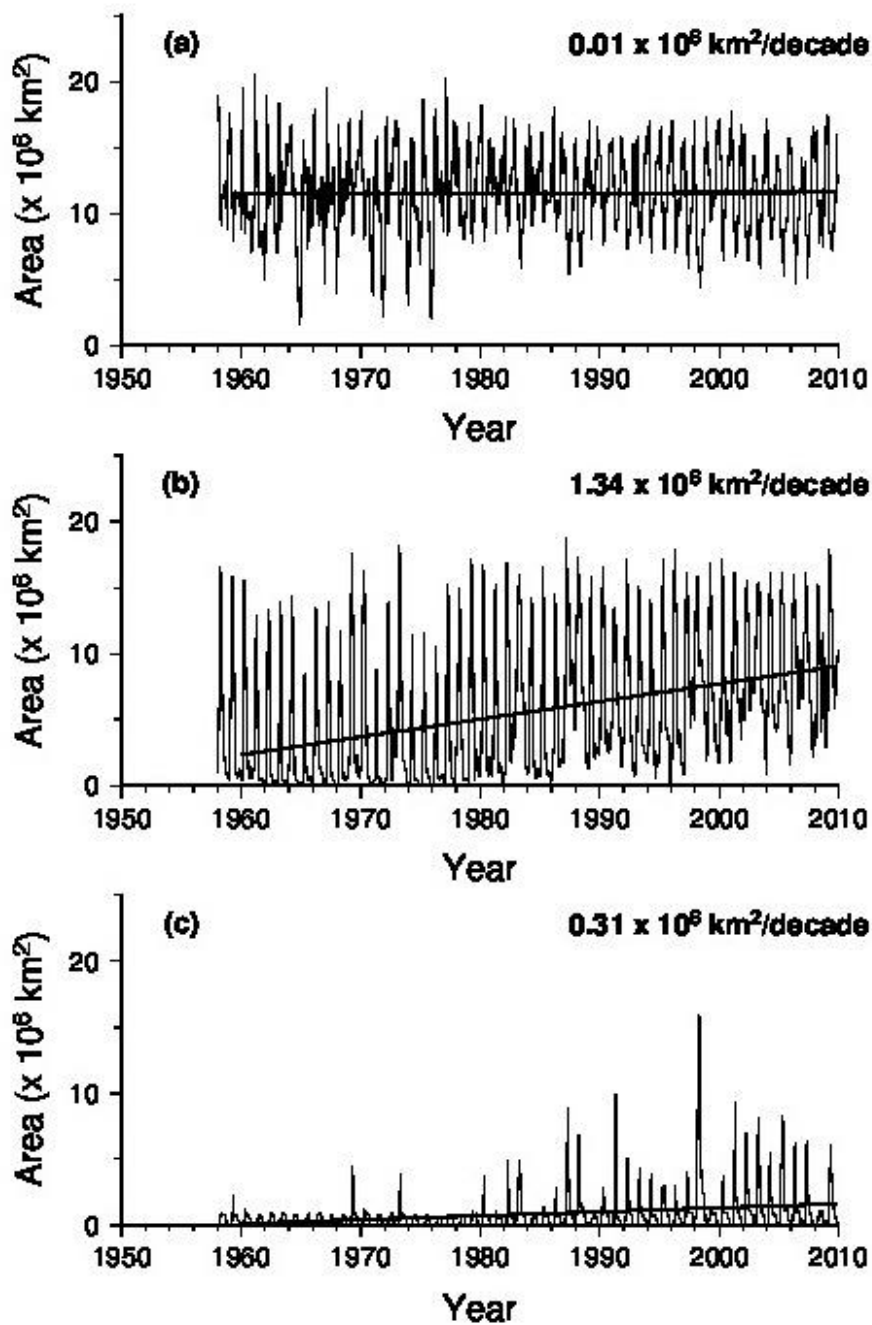 (a) 0.01 x 10⁶ km²/decade
20
10
0
Area (x 10⁶ km²)
1950 1960 1970 1980 1990 2000 2010
Year
(b) 1.34 x 10⁶ km²/decade
20
10
0
Area (x 10⁶ km²)
1950 1960 1970 1980 1990 2000 2010
Year
(c) 0.31 x 10⁶ km²/decade
20
10
0
Area (x 10⁶ km²)
1950 1960 1970 1980 1990 2000 2010
Year